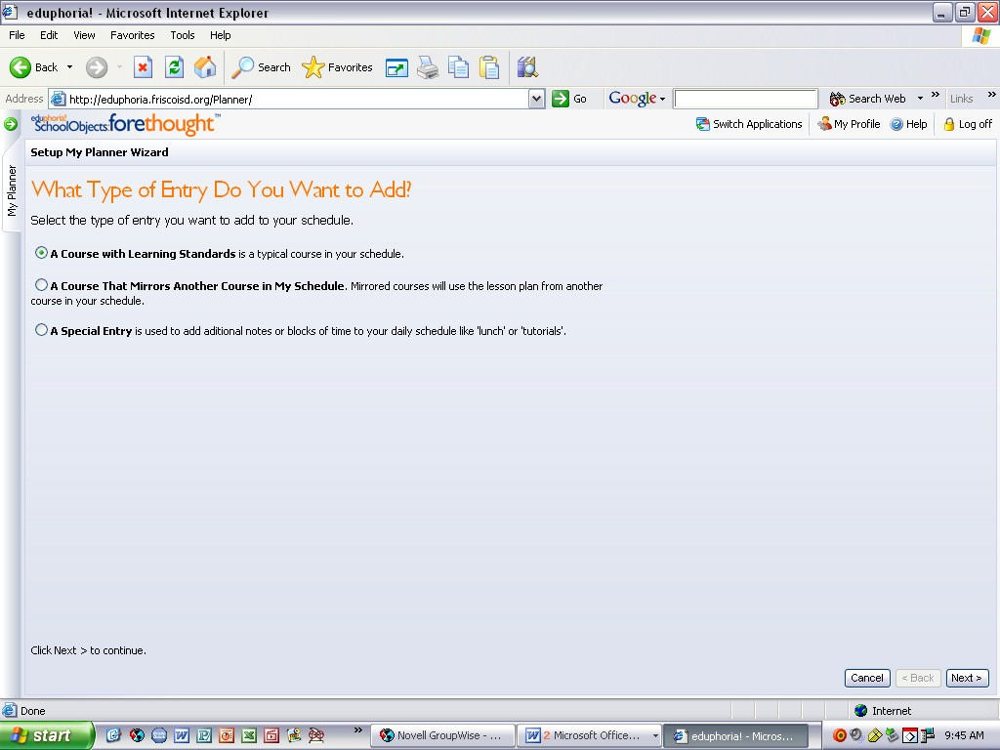 eduphoria! - Microsoft Internet Explorer
File Edit View Favorites Tools Help
Back Search Favorites
Address http://eduphoria.friscoisd.org/Planner/ Go Google Search Web » Links »
eduphoria! SchoolObjects:forethought™ Switch Applications My Profile Help Log off
My Planner
Setup My Planner Wizard
What Type of Entry Do You Want to Add?
Select the type of entry you want to add to your schedule.
A Course with Learning Standards is a typical course in your schedule.
A Course That Mirrors Another Course in My Schedule. Mirrored courses will use the lesson plan from another
course in your schedule.
A Special Entry is used to add aditional notes or blocks of time to your daily schedule like 'lunch' or 'tutorials'.
Click Next > to continue.
Cancel < Back Next >
Done Internet
start » Novell GroupWise - ... 2 Microsoft Office... eduphoria! - Micros... 9:45 AM